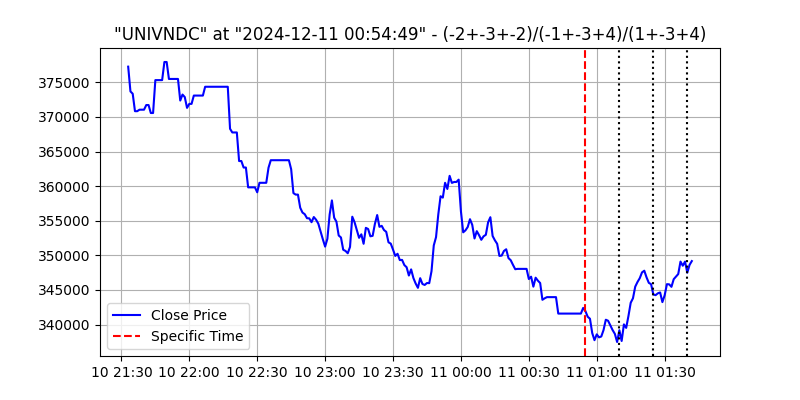 "UNIVNDC" at "2024-12-11 00:54:49" - (-2+-3+-2)/(-1+-3+4)/(1+-3+4)
375000
370000
365000
360000
355000
350000
345000
340000
Close Price
Specific Time
10 21:30 10 22:00 10 22:30 10 23:00 10 23:30 11 00:00 11 00:30 11 01:00 11 01:30